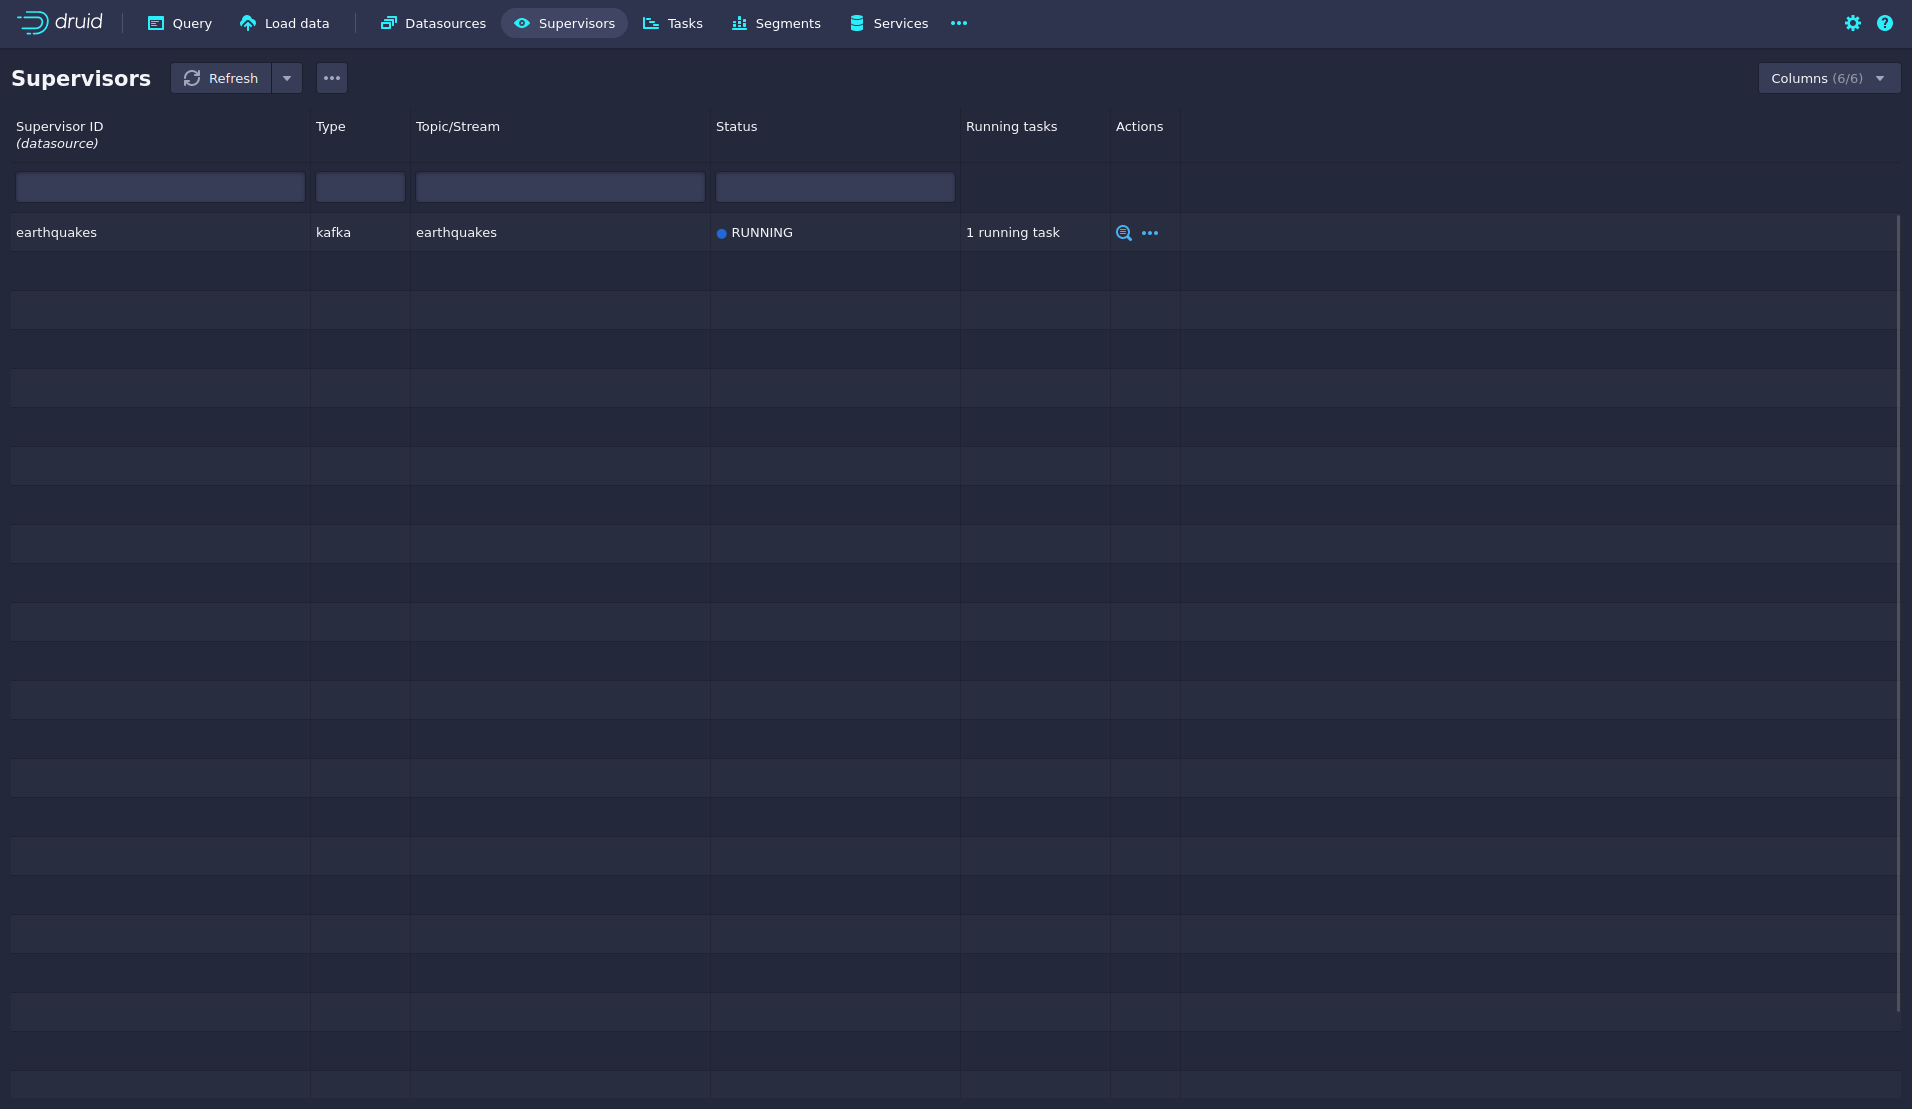 druid Query Load data Datasources Supervisors Tasks Segments Services
Supervisors Refresh Columns (6/6)
Supervisor ID Type Topic/Stream Status Running tasks Actions
(datasource)
earthquakes kafka earthquakes RUNNING 1 running task